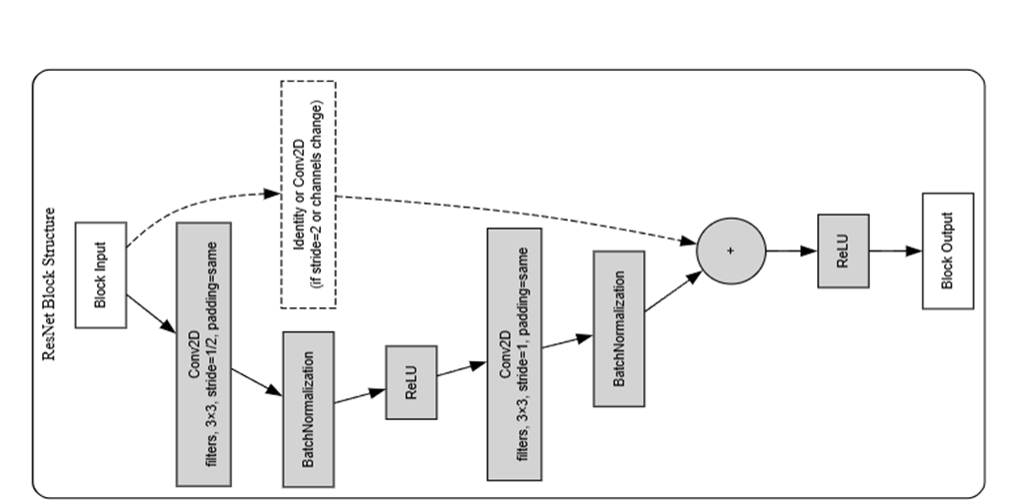 ResNet Block Structure
Block Input
Conv2D
filters, 3×3, stride=1/2, padding=same
Identity or Conv2D
(if stride=2 or channels change)
BatchNormalization
ReLU
Conv2D
filters, 3×3, stride=1, padding=same
BatchNormalization
+
ReLU
Block Output